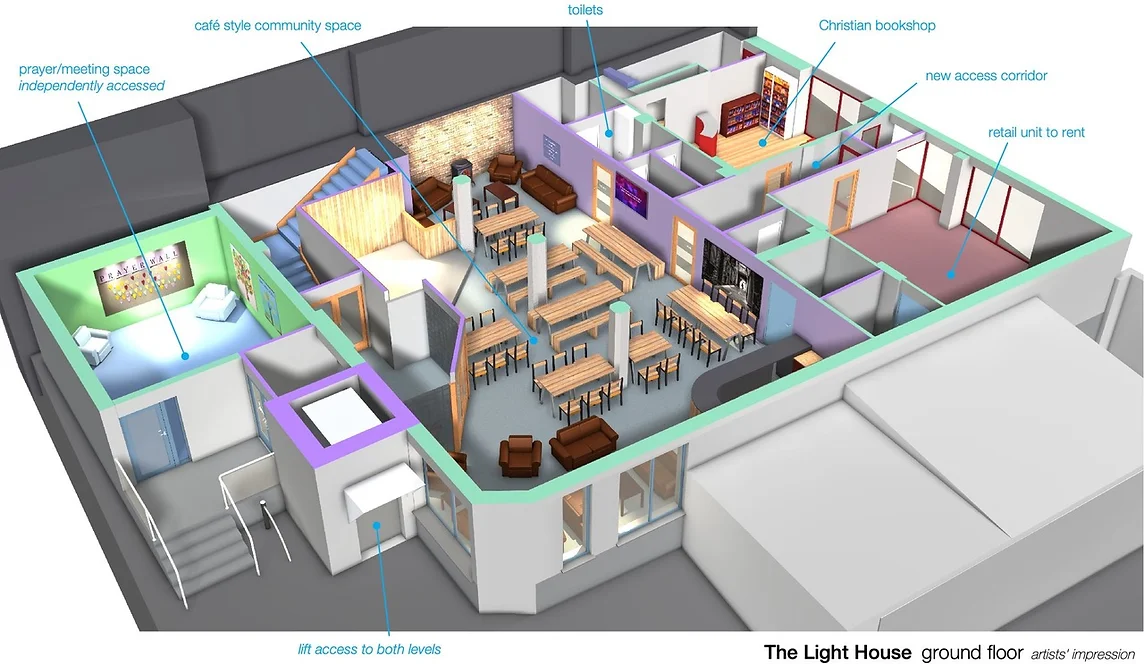 toilets
café style community space
Christian bookshop
prayer/meeting space
independently accessed
new access corridor
retail unit to rent
PRAYER WALL
lift access to both levels
The Light House ground floor artists' impression